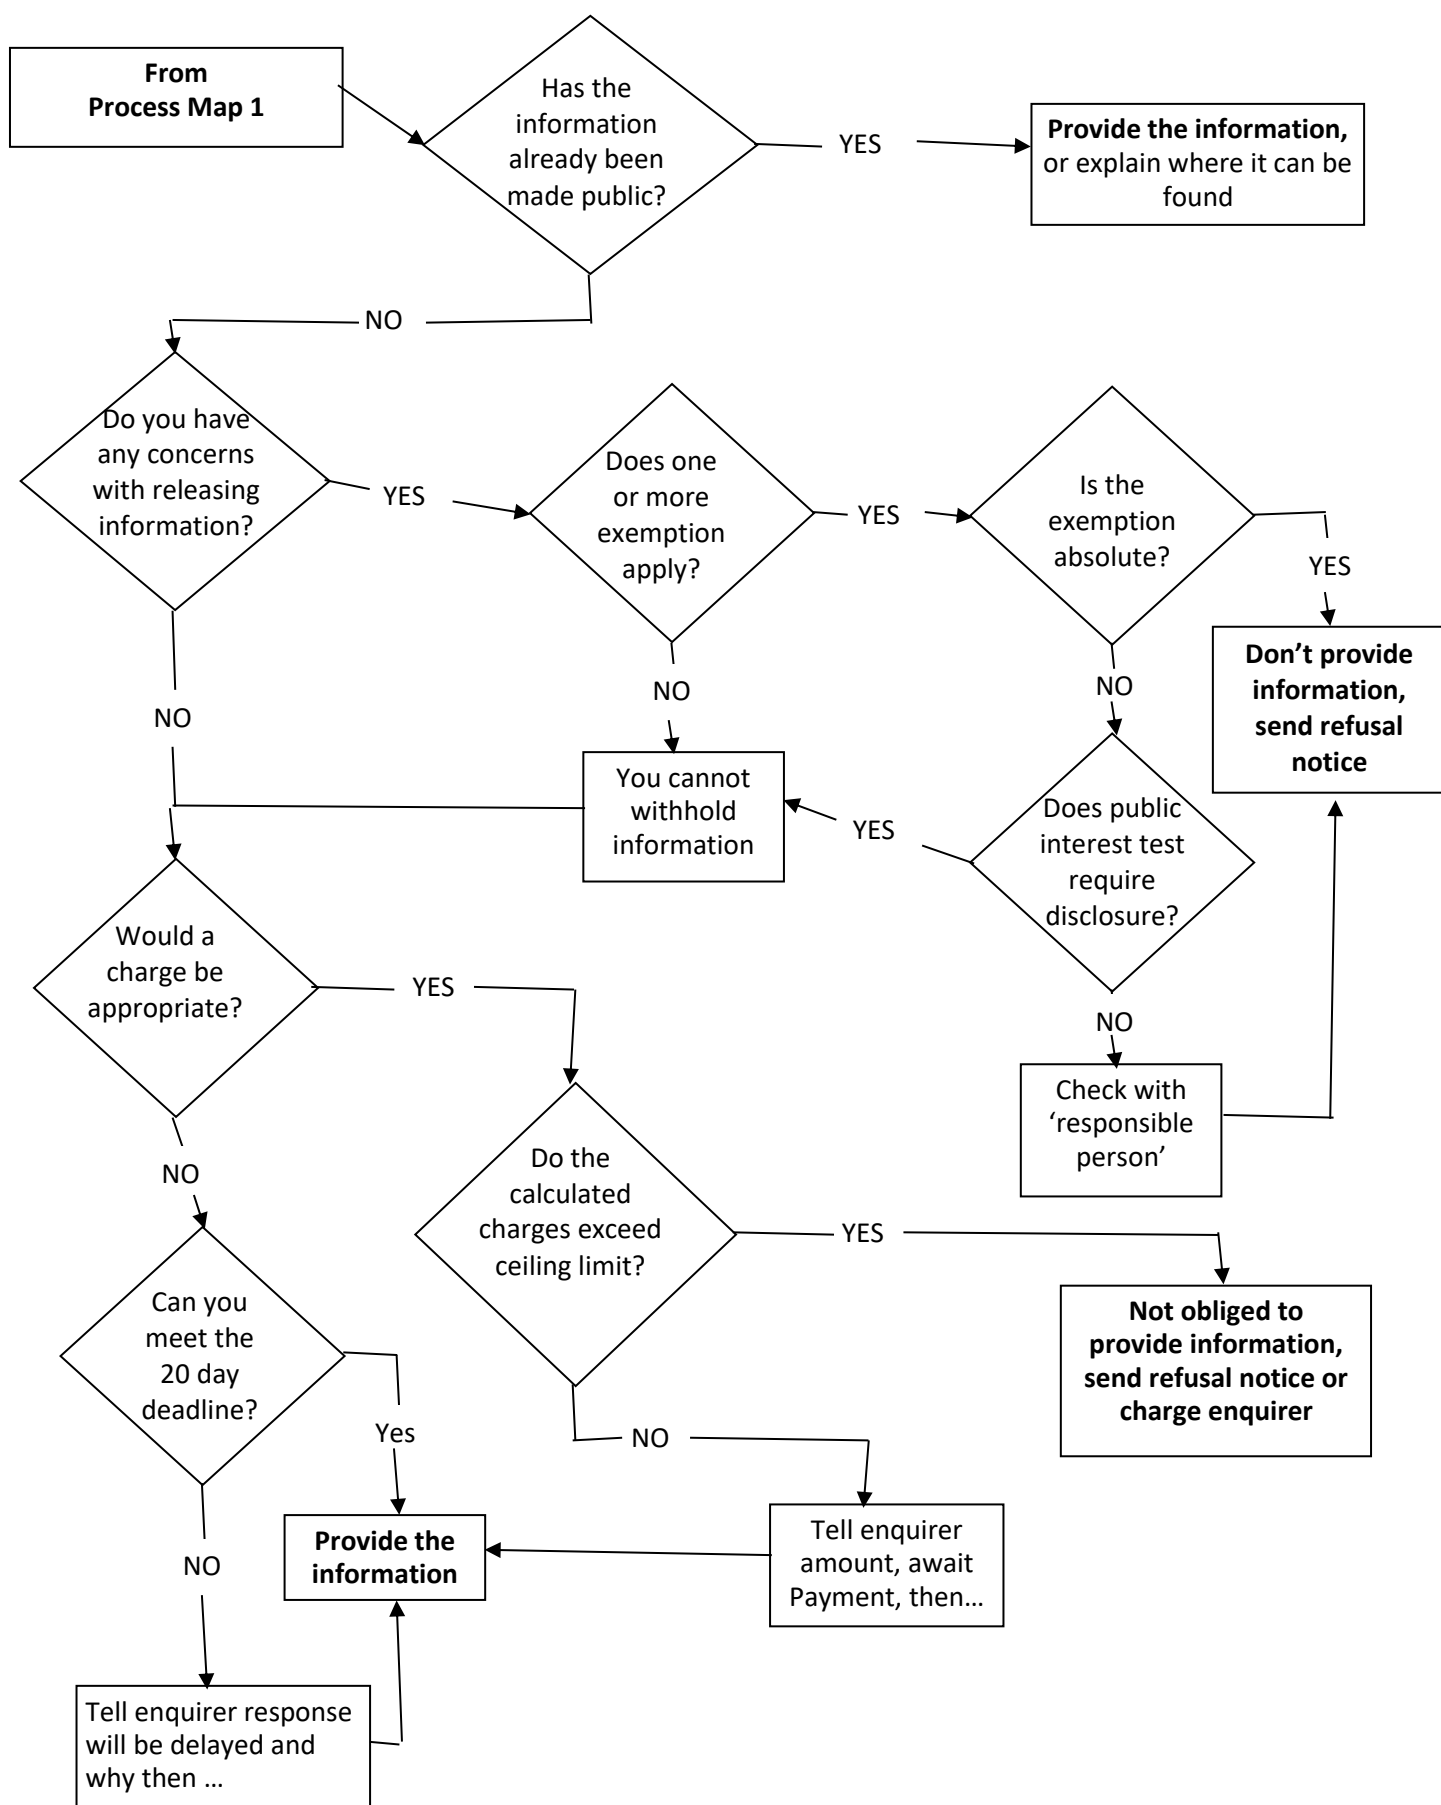 From
Process Map 1
Has the
information
already been
made public?
YES
Provide the information,
or explain where it can be
found
NO
Do you have
any concerns
with releasing
information?
YES
Does one
or more
exemption
apply?
YES
Is the
exemption
absolute?
YES
Don’t provide
information,
send refusal
notice
NO
NO
NO
You cannot
withhold
information
YES
Does public
interest test
require
disclosure?
Would a
charge be
appropriate?
YES
NO
Check with
‘responsible
person’
NO
Do the
calculated
charges exceed
ceiling limit?
YES
Not obliged to
provide information,
send refusal notice or
charge enquirer
Can you
meet the
20 day
deadline?
Yes
NO
NO
Provide the
information
Tell enquirer
amount, await
Payment, then…
Tell enquirer response
will be delayed and
why then …